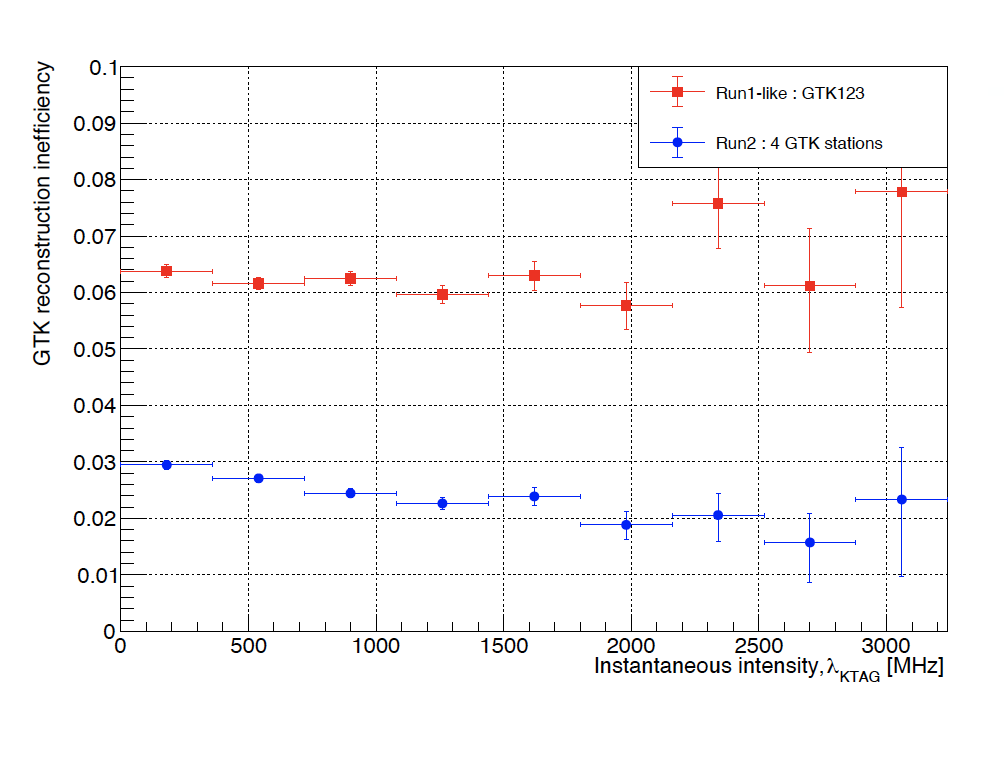 GTK reconstruction inefficiency
0.1
0.09
0.08
0.07
0.06
0.05
0.04
0.03
0.02
0.01
0
Run1-like : GTK123
Run2 : 4 GTK stations
0 500 1000 1500 2000 2500 3000
Instantaneous intensity, λKTAG [MHz]